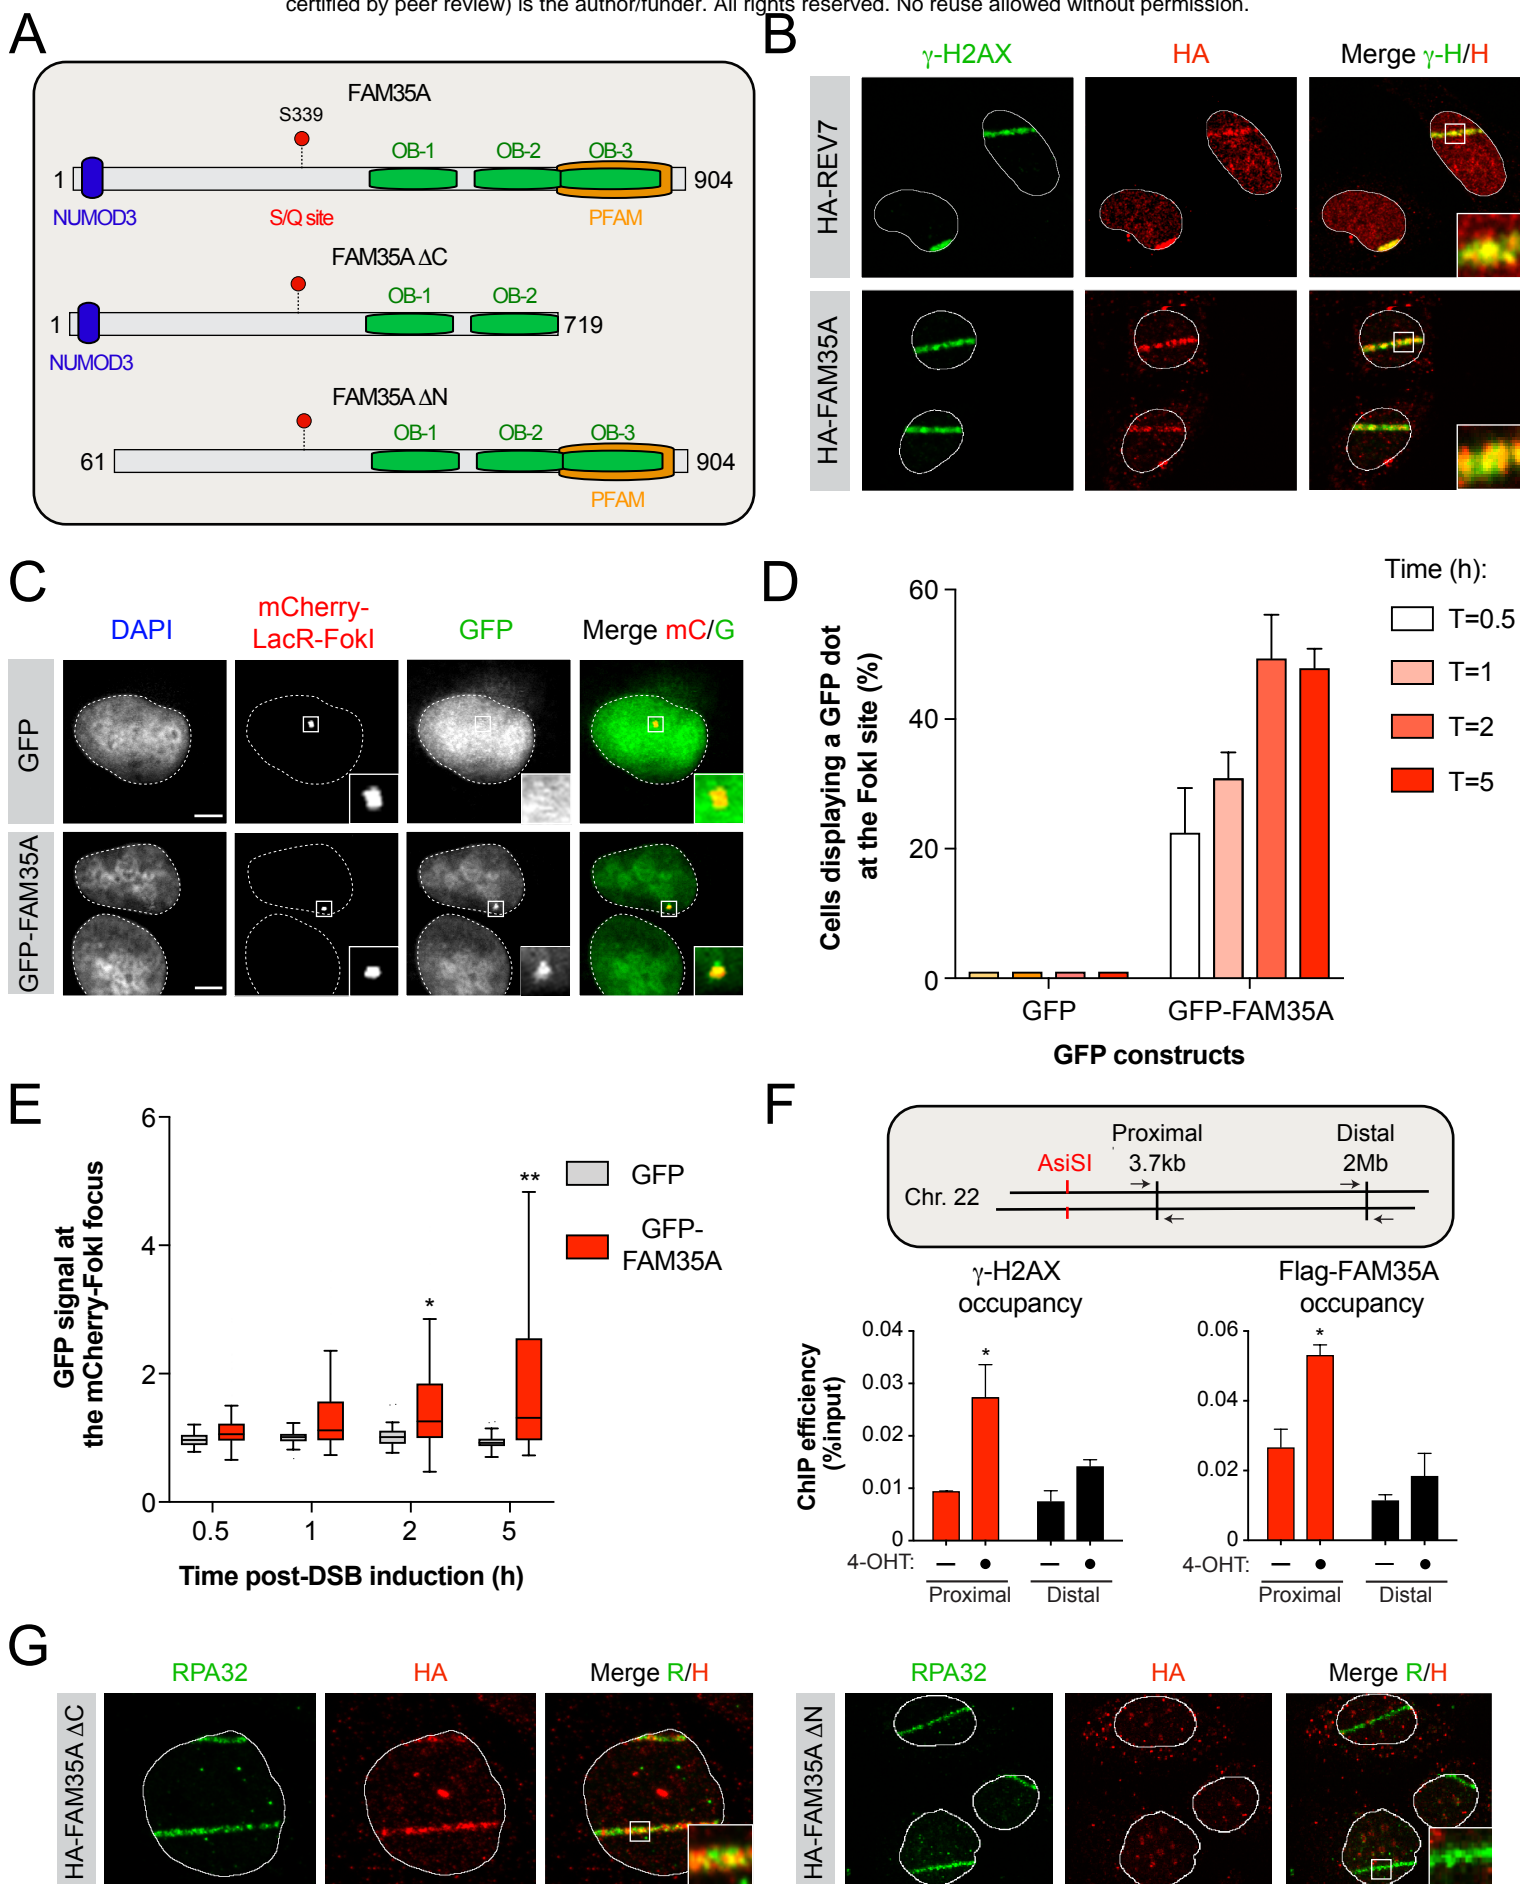 certified by peer review) is the author/funder. All rights reserved. No reuse allowed without permission.
A
FAM35A
S339
OB-1 OB-2 OB-3
1 904
NUMOD3 S/Q site PFAM
FAM35A ΔC
OB-1 OB-2
1 719
NUMOD3
FAM35A ΔN
OB-1 OB-2 OB-3
61 904
PFAM
B
γ-H2AX HA Merge γ-H/H
HA-REV7
HA-FAM35A
C
DAPI mCherry-LacR-FokI GFP Merge mC/G
GFP
GFP-FAM35A
D
Cells displaying a GFP dot
at the FokI site (%)
60
40
20
0
GFP GFP-FAM35A
GFP constructs
Time (h):
T=0.5
T=1
T=2
T=5
E
GFP signal at
the mCherry-FokI focus
6
4
2
0
* **
0.5 1 2 5
Time post-DSB induction (h)
GFP
GFP-
FAM35A
F
Proximal Distal
AsiSI 3.7kb 2Mb
Chr. 22
γ-H2AX
occupancy
ChIP efficiency
(%input)
0.04
0.03
0.02
0.01
0
*
4-OHT: – • – •
Proximal Distal
Flag-FAM35A
occupancy
0.06
0.04
0.02
0
*
4-OHT: – • – •
Proximal Distal
G
RPA32 HA Merge R/H
HA-FAM35A ΔC
RPA32 HA Merge R/H
HA-FAM35A ΔN